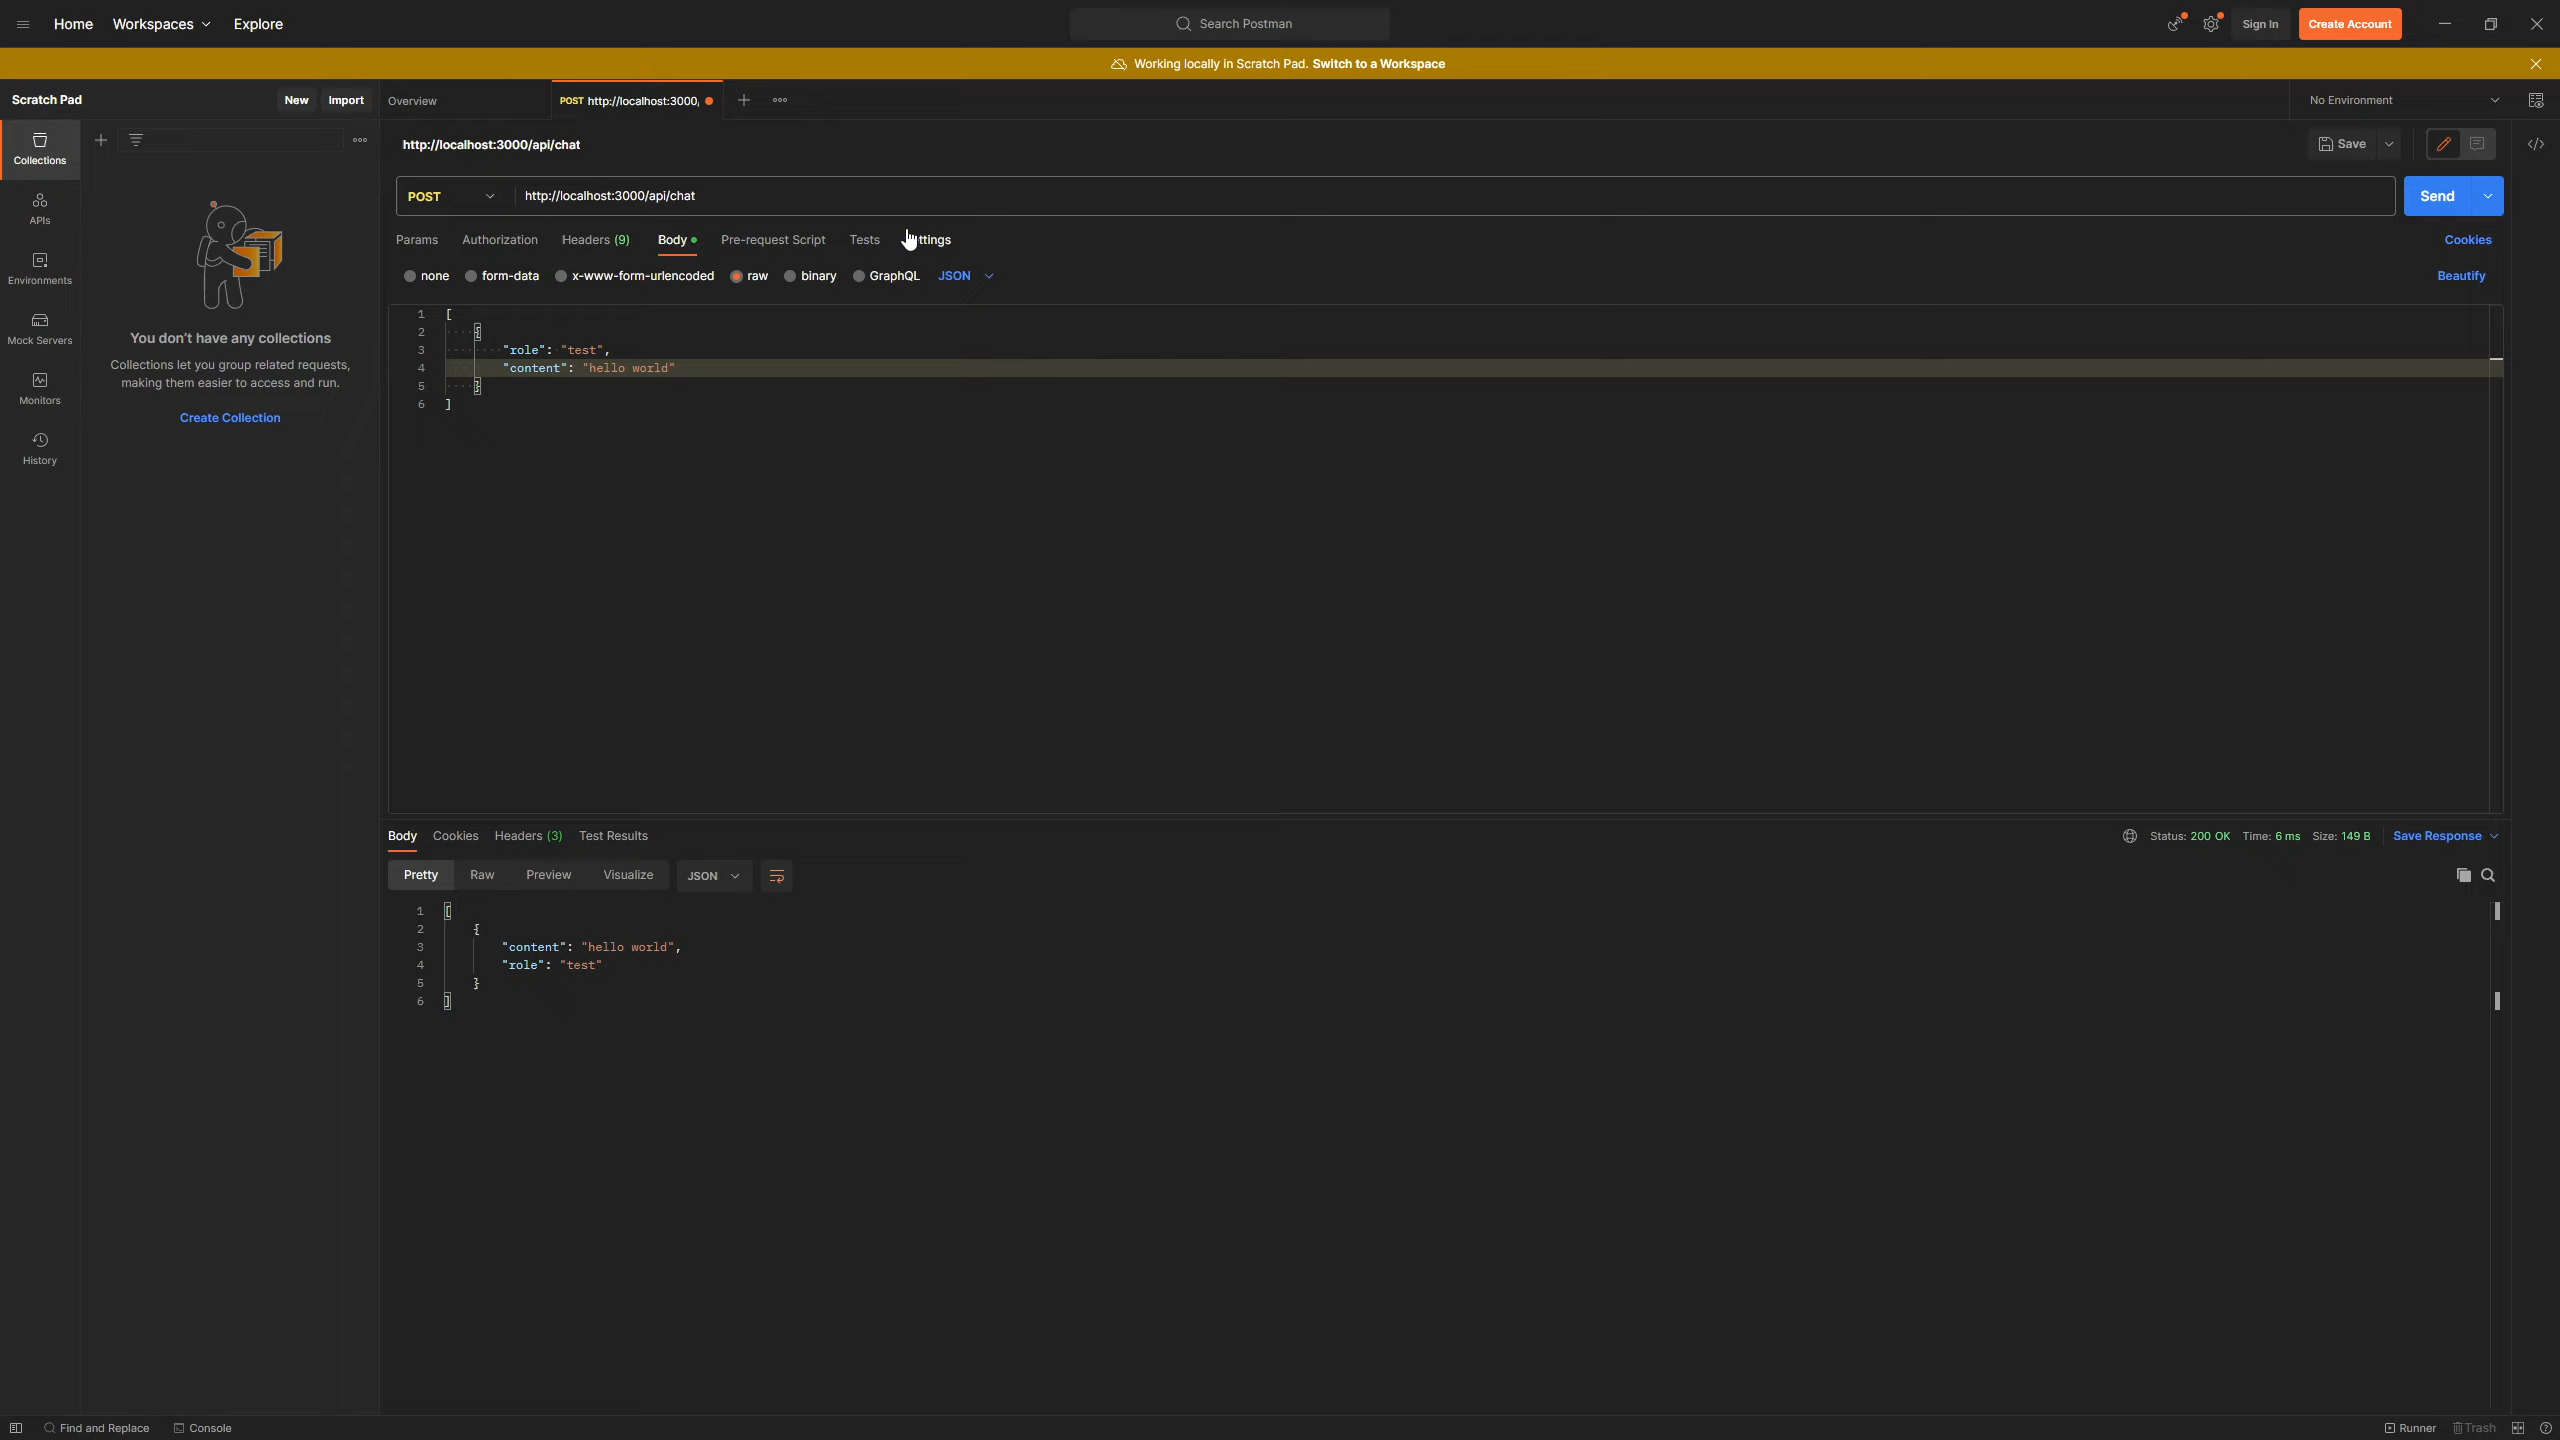 Home Workspaces Explore Search Postman Sign In Create Account
Working locally in Scratch Pad. Switch to a Workspace
Scratch Pad New Import Overview POST http://localhost:3000, No Environment
Collections
APIs
Environments
Mock Servers
Monitors
History
You don't have any collections
Collections let you group related requests,
making them easier to access and run.
Create Collection
http://localhost:3000/api/chat Save
POST http://localhost:3000/api/chat Send
Params Authorization Headers (9) Body Pre-request Script Tests ttings Cookies
none form-data x-www-form-urlencoded raw binary GraphQL JSON Beautify
1 [
2 {
3 "role": "test",
4 "content": "hello world"
5 }
6 ]
Body Cookies Headers (3) Test Results Status: 200 OK Time: 6 ms Size: 149 B Save Response
Pretty Raw Preview Visualize JSON
1 [
2 {
3 "content": "hello world",
4 "role": "test"
5 }
6 ]
Find and Replace Console Runner Trash